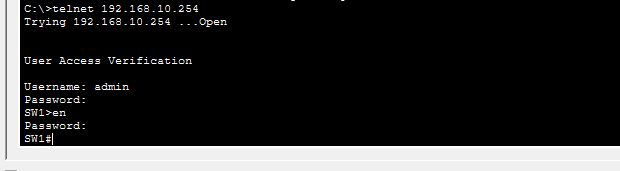 C:\>telnet 192.168.10.254
Trying 192.168.10.254 ...Open
User Access Verification
Username: admin
Password:
SW1>en
Password:
SW1#